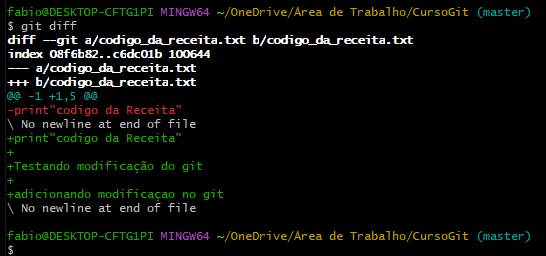 fabio@DESKTOP-CFTG1PI MINGW64 ~/OneDrive/Área de Trabalho/CursoGit (master)
$ git diff
diff --git a/codigo_da_receita.txt b/codigo_da_receita.txt
index 08f6b82..c6dc01b 100644
--- a/codigo_da_receita.txt
+++ b/codigo_da_receita.txt
@@ -1 +1,5 @@
-print"codigo da Receita"
\ No newline at end of file
+print"codigo da Receita"
+
+Testando modificação do git
+
+adicionando modificaçao no git
\ No newline at end of file
fabio@DESKTOP-CFTG1PI MINGW64 ~/OneDrive/Área de Trabalho/CursoGit (master)
$